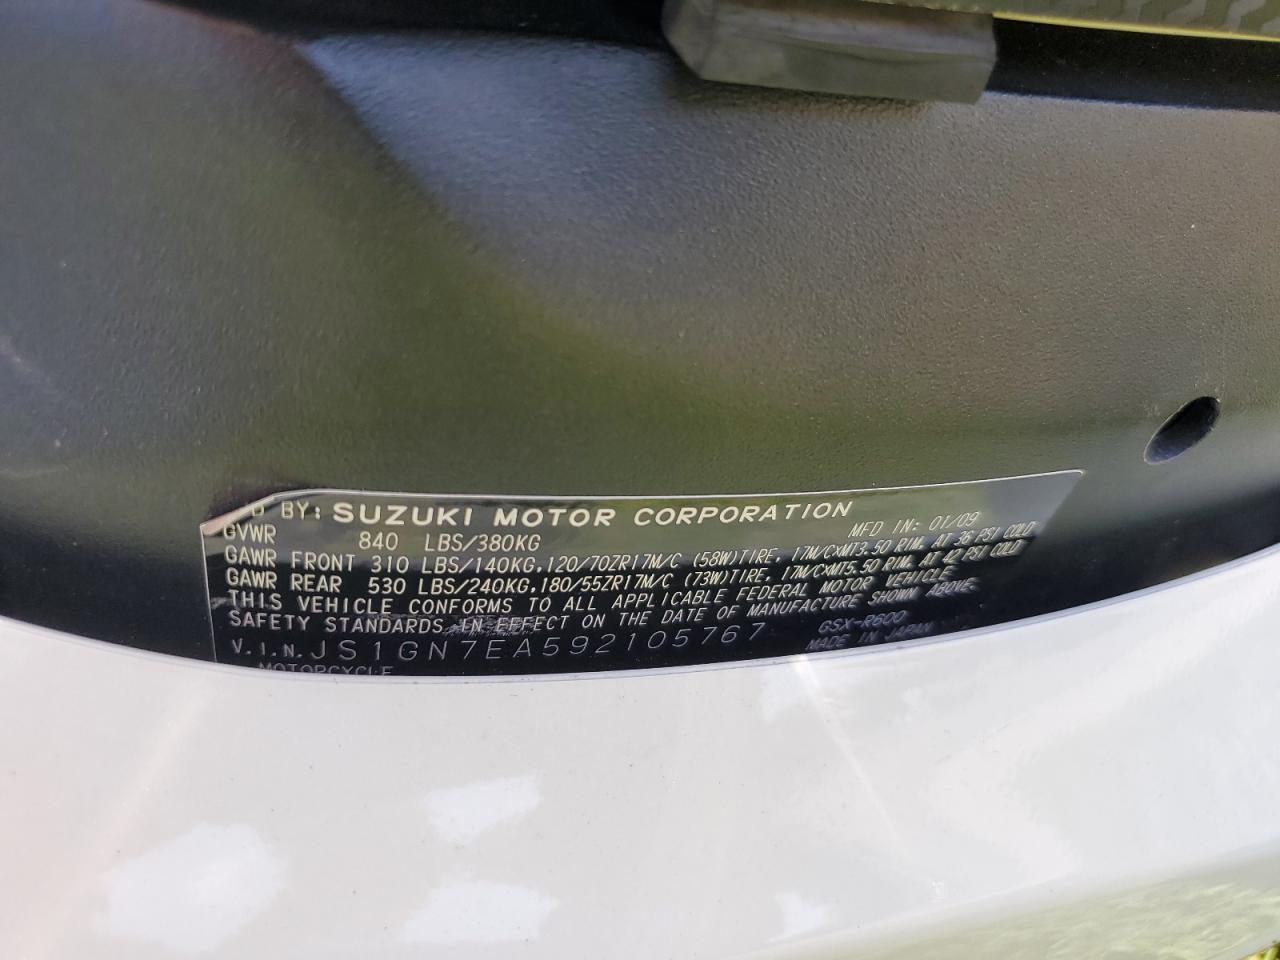 D BY: SUZUKI MOTOR CORPORATION MFD IN: 01/09
GVWR 840 LBS/380KG
GAWR FRONT 310 LBS/140KG, 120/70ZR17M/C (58W)TIRE, 17M/CXMT3.50 RIM, AT 36 PSI COLD
GAWR REAR 530 LBS/240KG, 180/55ZR17M/C (73W)TIRE, 17M/CXMT5.50 RIM, AT 42 PSI COLD
THIS VEHICLE CONFORMS TO ALL APPLICABLE FEDERAL MOTOR VEHICLE
SAFETY STANDARDS IN EFFECT ON THE DATE OF MANUFACTURE SHOWN ABOVE.
V.I.N. JS1GN7EA592105767 GSX-R600
MOTORCYCLE MADE IN JAPAN